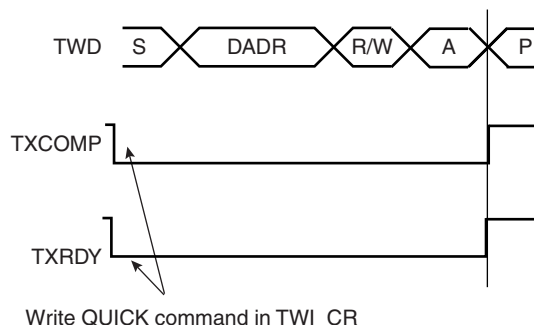 TWD S DADR R/W A P
TXCOMP
TXRDY
Write QUICK command in TWI_CR